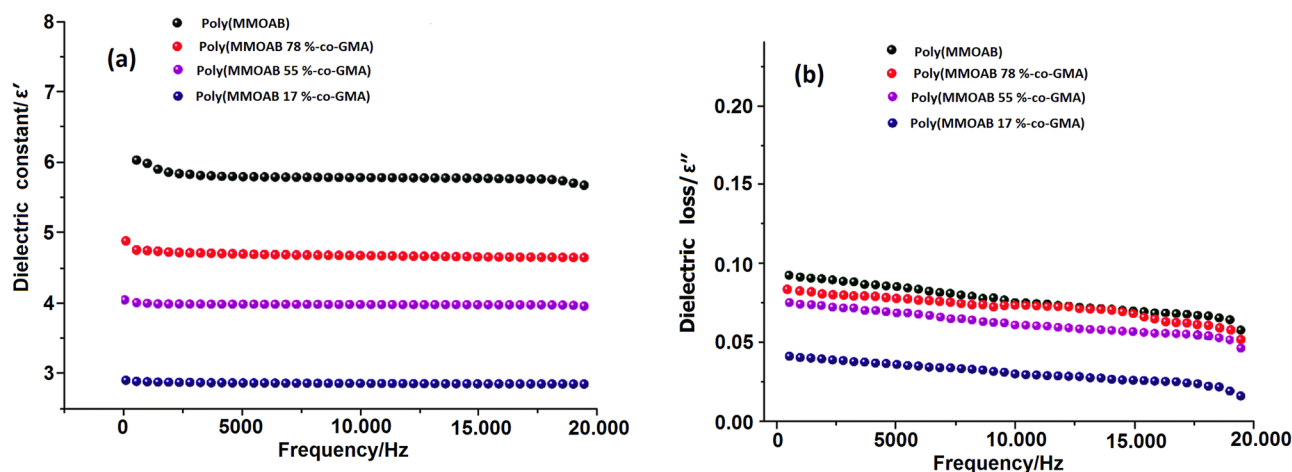 (a)
Poly(MMOAB)
Poly(MMOAB 78 %-co-GMA)
Poly(MMOAB 55 %-co-GMA)
Poly(MMOAB 17 %-co-GMA)
Dielectric constant/ε′
8
7
6
5
4
3
0
5000
10.000
15.000
20.000
Frequency/Hz
(b)
Poly(MMOAB)
Poly(MMOAB 78 %-co-GMA)
Poly(MMOAB 55 %-co-GMA)
Poly(MMOAB 17 %-co-GMA)
Dielectric loss/ε″
0.20
0.15
0.10
0.05
0.00
0
5000
10.000
15.000
20.000
Frequency/Hz